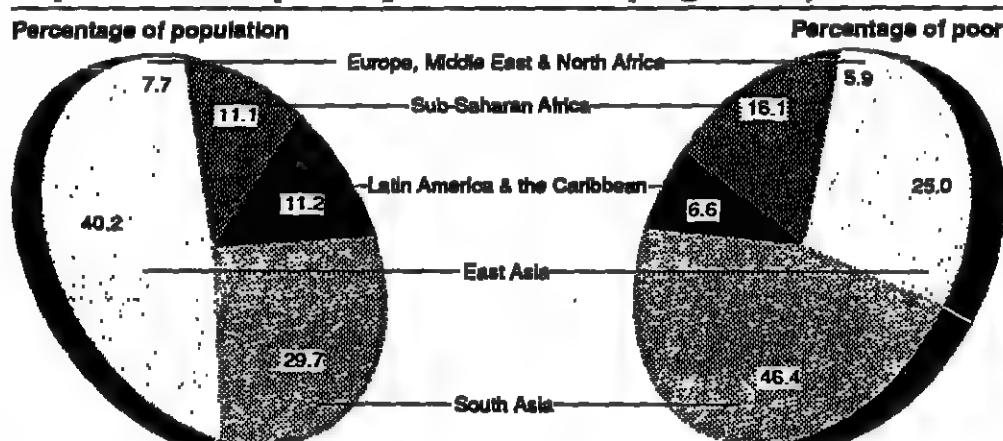 Percentage of population
Percentage of poor
Europe, Middle East & North Africa
7.7
5.9
11.1
Sub-Saharan Africa
16.1
Latin America & the Caribbean
11.2
6.6
25.0
40.2
East Asia
29.7
46.4
South Asia